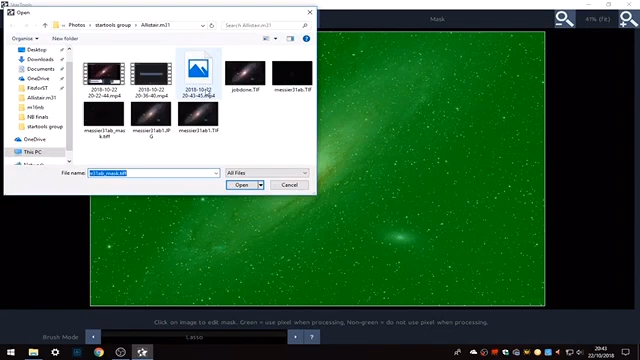 StarTools
Open
Mask
41% (Fit)
Photos > startools group > Allistair.m31
Search Allistair.m31
Organise
New folder
Desktop
Downloads
Documents
OneDrive
FitsforST
Allistair.m31
m16nb
NB finals
startools group
OneDrive
This PC
Network
2018-10-22 20-22-44.mp4
2018-10-22 20-36-40.mp4
2018-10-22 20-43-45.mp4
jobdone.TIF
messier31ab.TIF
messier31ab_mask.tiff
messier31ab1.JPG
messier31ab1.TIF
File name:
e31ab_mask.tiff
All Files
Open
Cancel
Click on image to edit mask. Green = use pixel when processing, Non-green = do not use pixel when processing.
Brush Mode
Lasso
?
20:43
22/10/2018